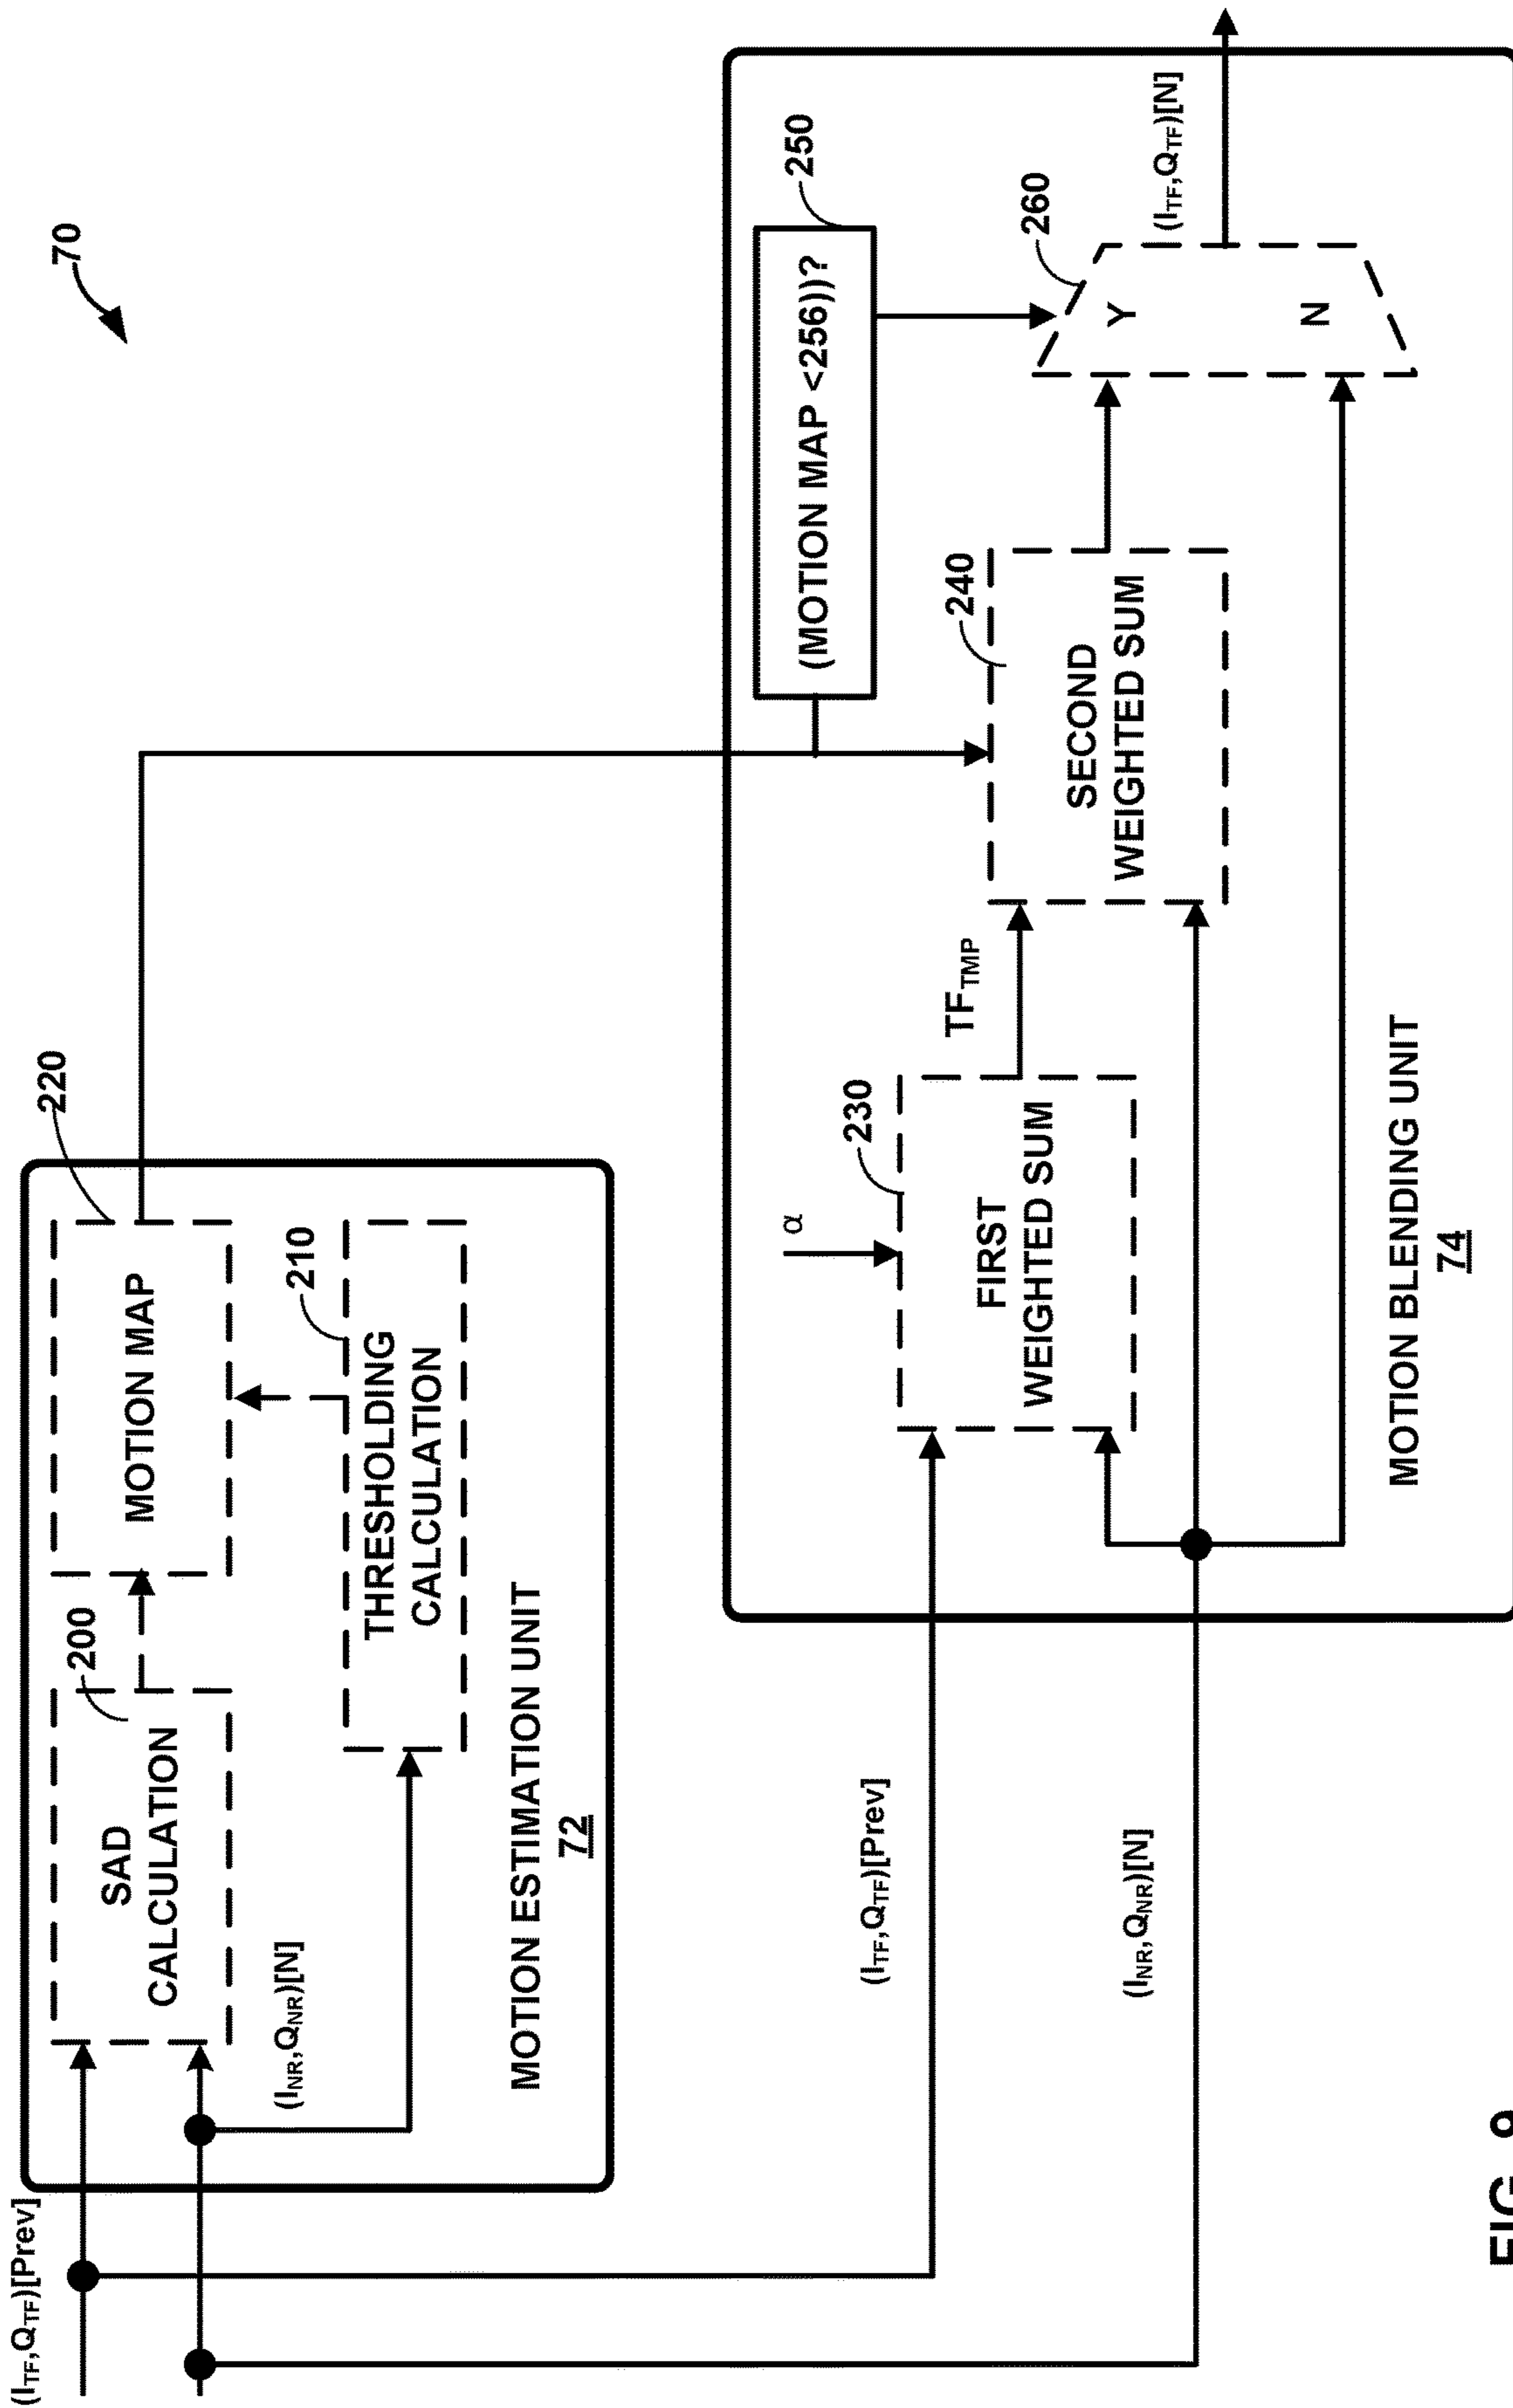 70
(I_TF,Q_TF)[Prev]
200
SAD
CALCULATION
220
MOTION MAP
210
THRESHOLDING
CALCULATION
(I_NR,Q_NR)[N]
MOTION ESTIMATION UNIT
72
(I_TF,Q_TF)[Prev]
(I_NR,Q_NR)[N]
α
230
FIRST
WEIGHTED SUM
TF_TMP
240
SECOND
WEIGHTED SUM
250
(MOTION MAP <256))?
260
Y
N
(I_TF,Q_TF)[N]
MOTION BLENDING UNIT
74
FIG. 9